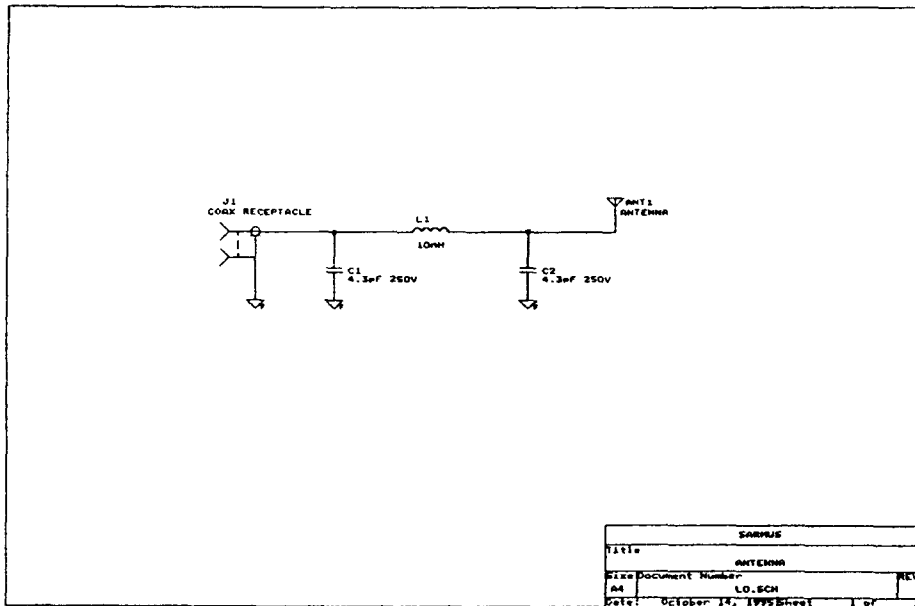 J1
COAX RECEPTACLE
L1
10nH
C1
4.3pF 250V
C2
4.3pF 250V
ANT1
ANTENNA
SARMUS
Title
ANTENNA
Size Document Number REV
A4 LO.SCH
Date: October 14, 1995 Sheet 1 of